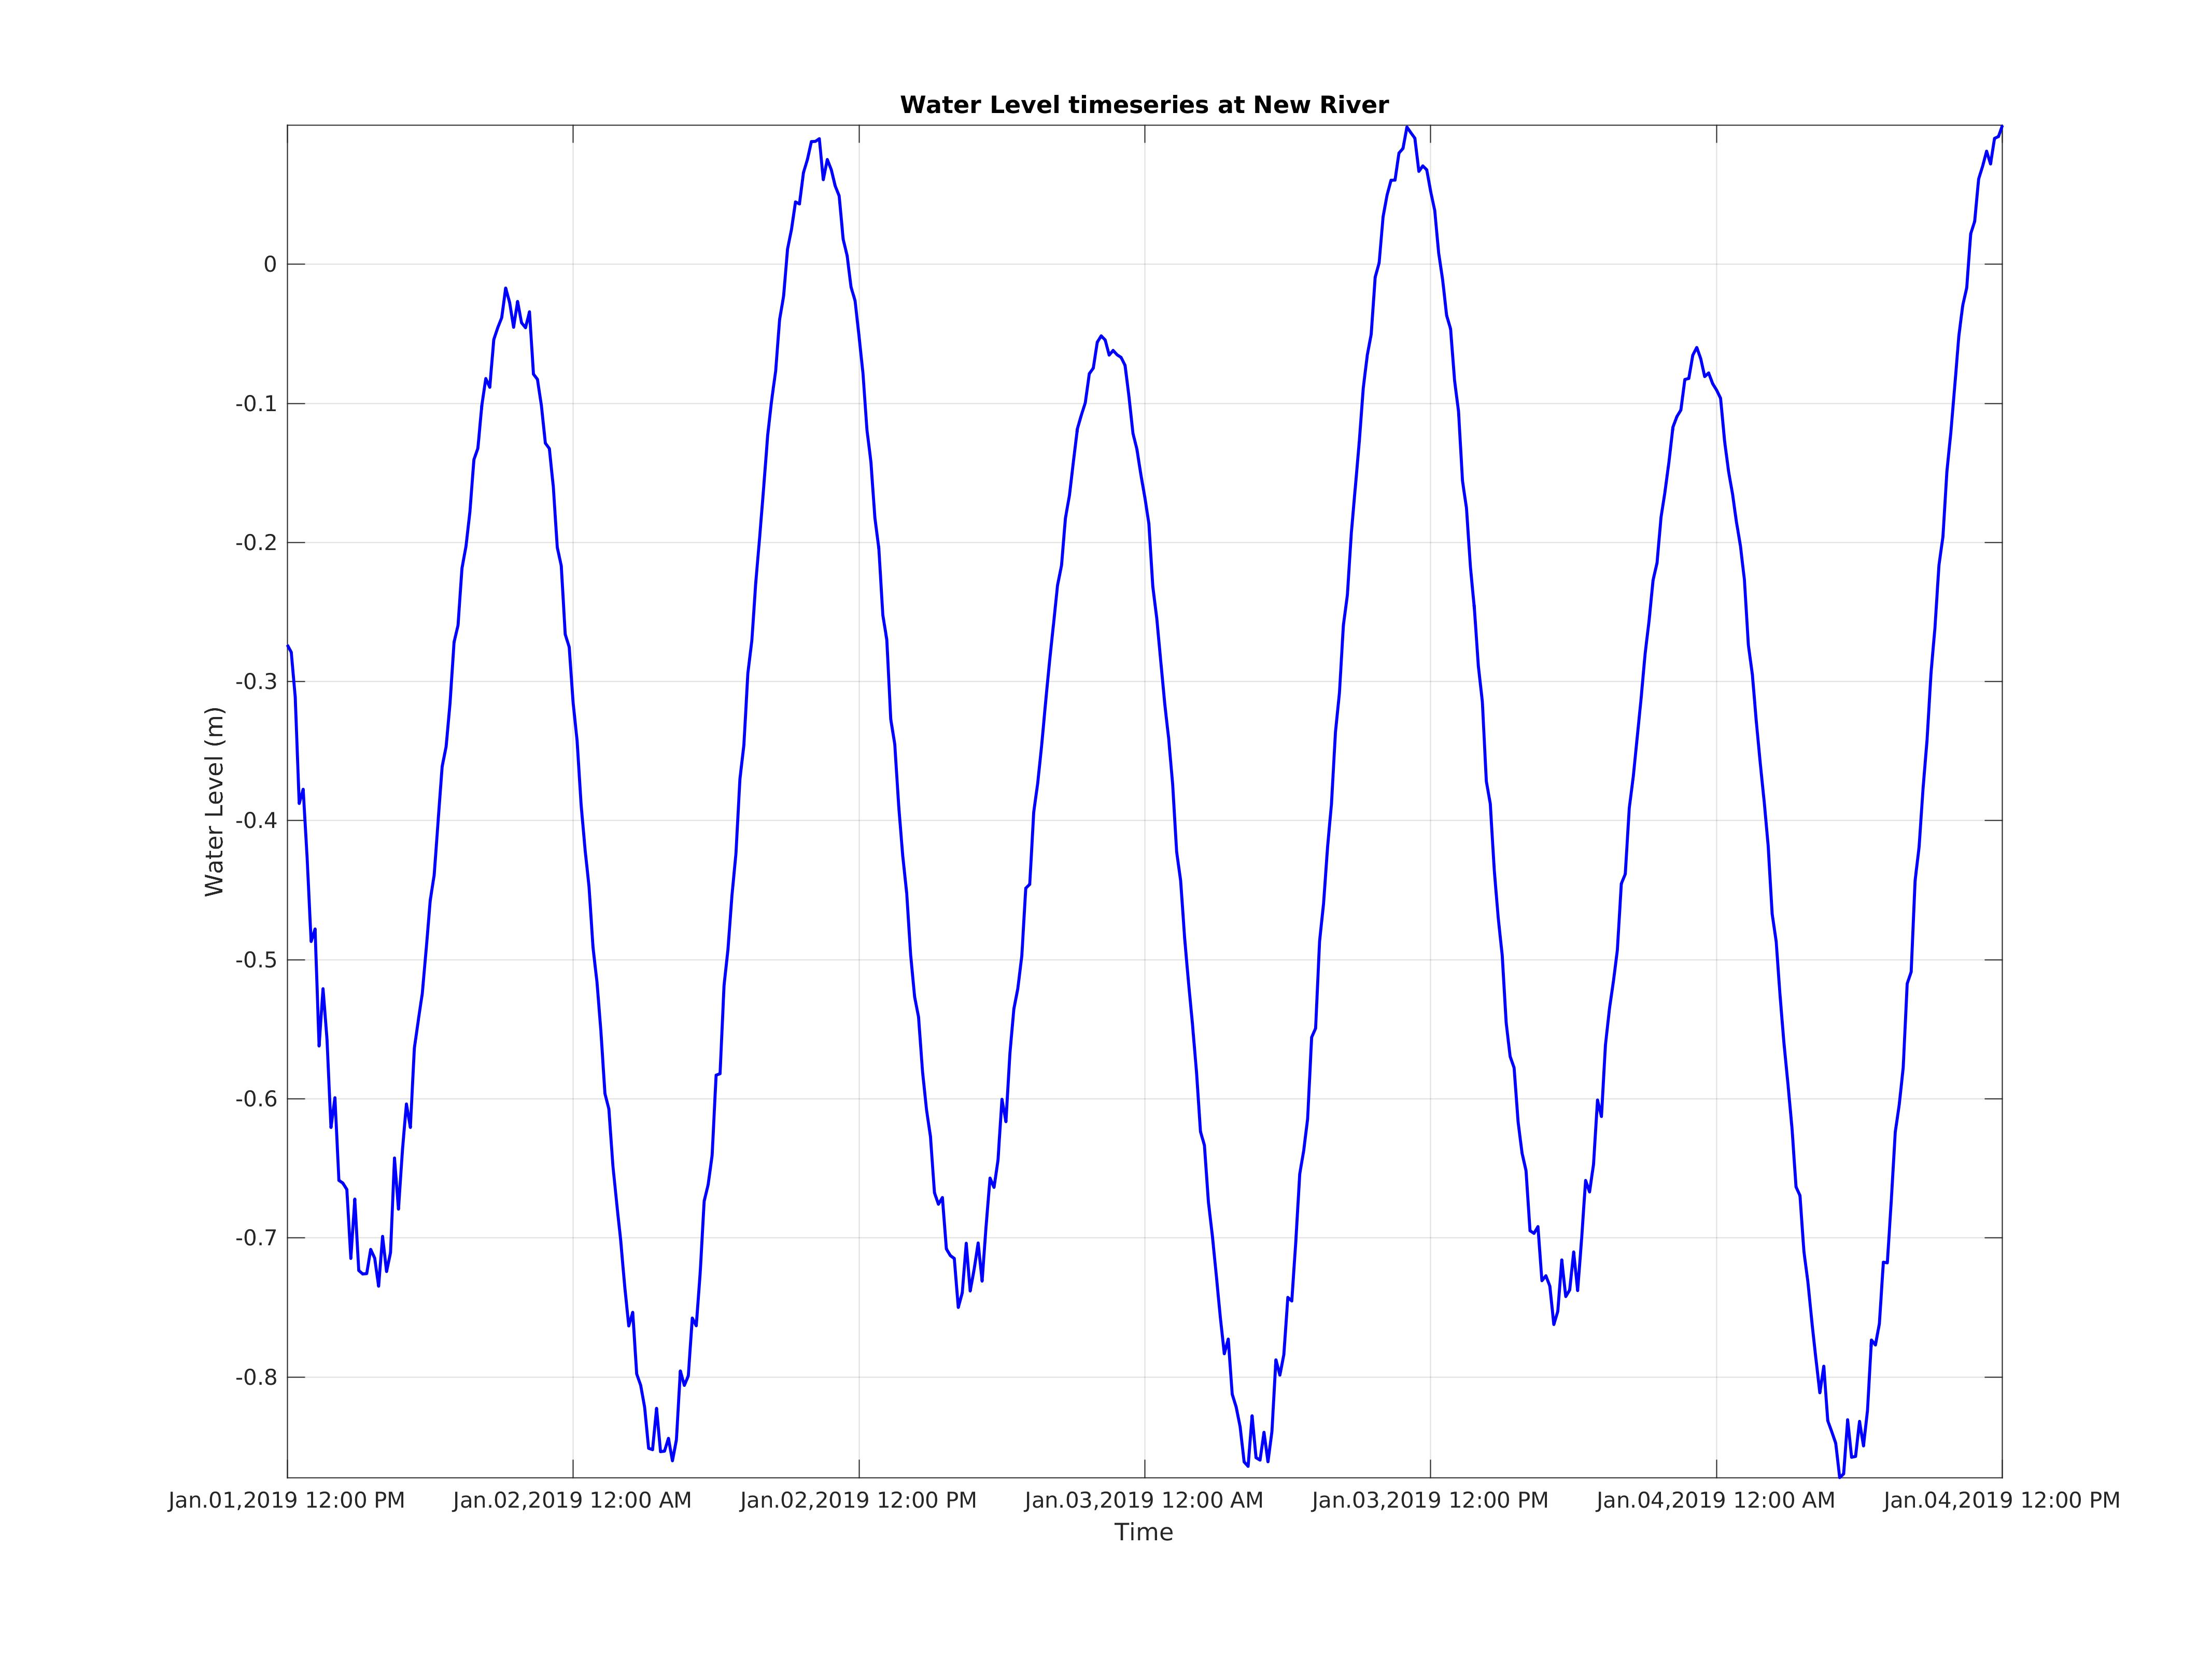 Water Level timeseries at New River
0
-0.1
-0.2
-0.3
-0.4
-0.5
-0.6
-0.7
-0.8
Water Level (m)
Jan.01,2019 12:00 PM Jan.02,2019 12:00 AM Jan.02,2019 12:00 PM Jan.03,2019 12:00 AM Jan.03,2019 12:00 PM Jan.04,2019 12:00 AM Jan.04,2019 12:00 PM
Time